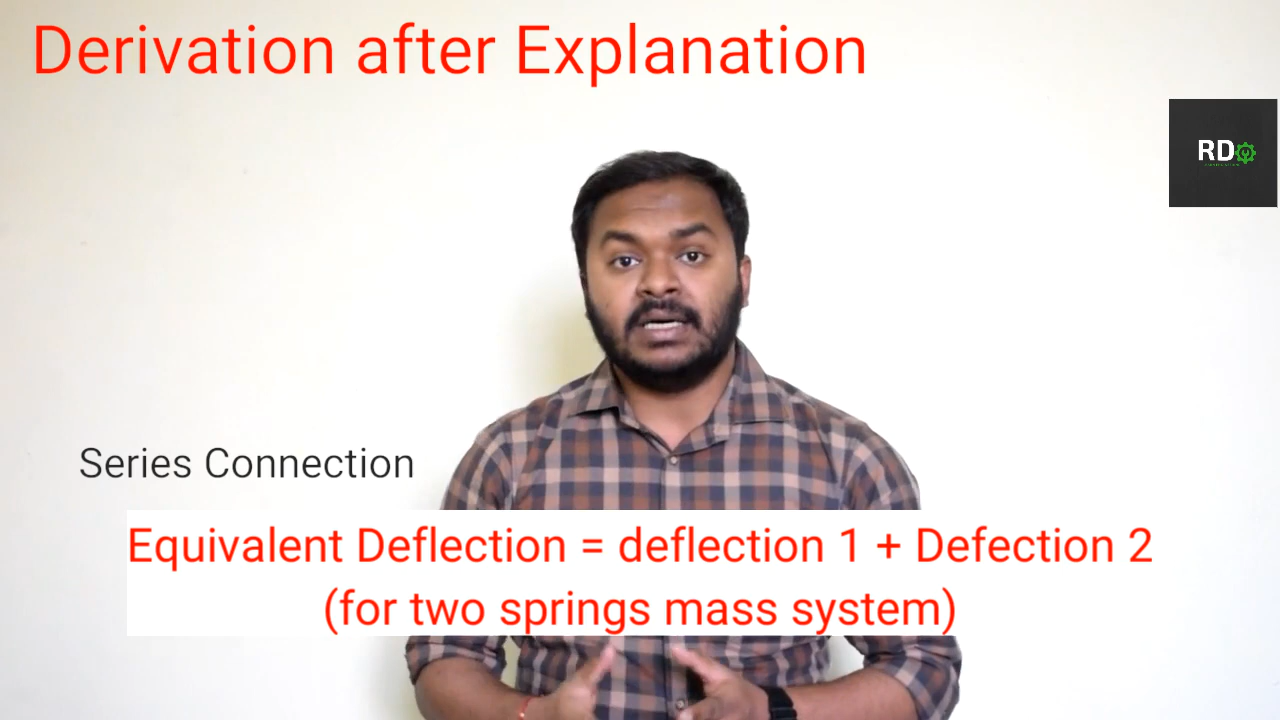 Derivation after Explanation
RD
Series Connection
Equivalent Deflection = deflection 1 + Defection 2
(for two springs mass system)